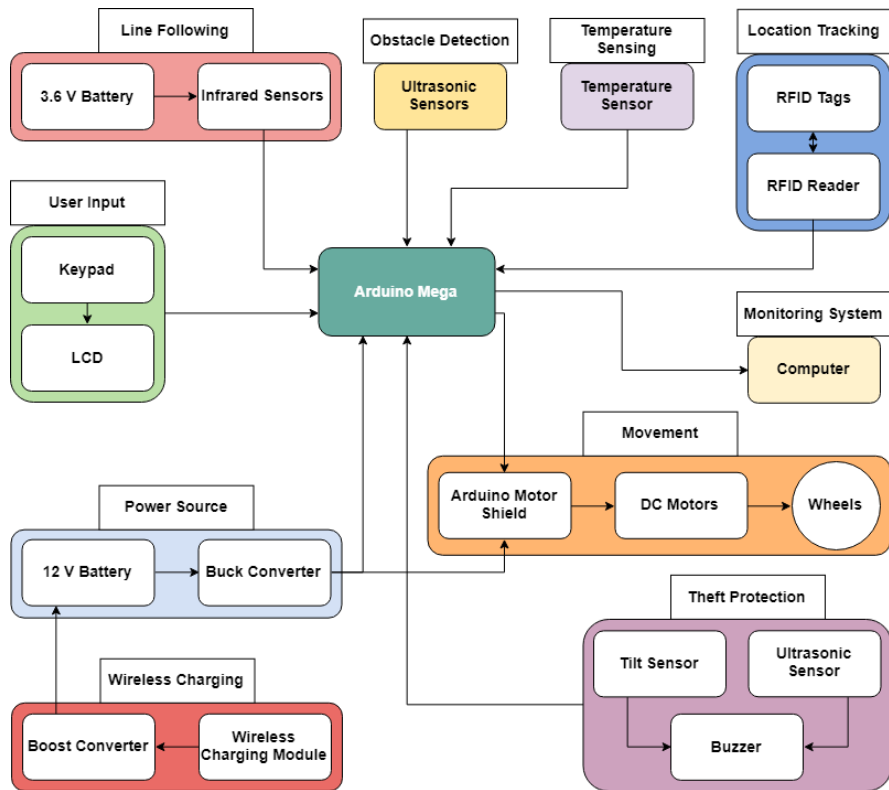 Line Following
3.6 V Battery
Infrared Sensors
Obstacle Detection
Ultrasonic
Sensors
Temperature
Sensing
Temperature
Sensor
Location Tracking
RFID Tags
RFID Reader
User Input
Keypad
LCD
Arduino Mega
Monitoring System
Computer
Movement
Arduino Motor
Shield
DC Motors
Wheels
Power Source
12 V Battery
Buck Converter
Theft Protection
Tilt Sensor
Ultrasonic
Sensor
Buzzer
Wireless Charging
Boost Converter
Wireless
Charging Module